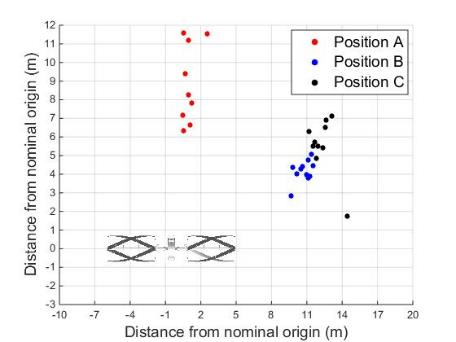 Distance from nominal origin (m)
12
11
10
9
8
7
6
5
4
3
2
1
0
-1
-2
-3
Position A
Position B
Position C
-10 -7 -4 -1 2 5 8 11 14 17 20
Distance from nominal origin (m)